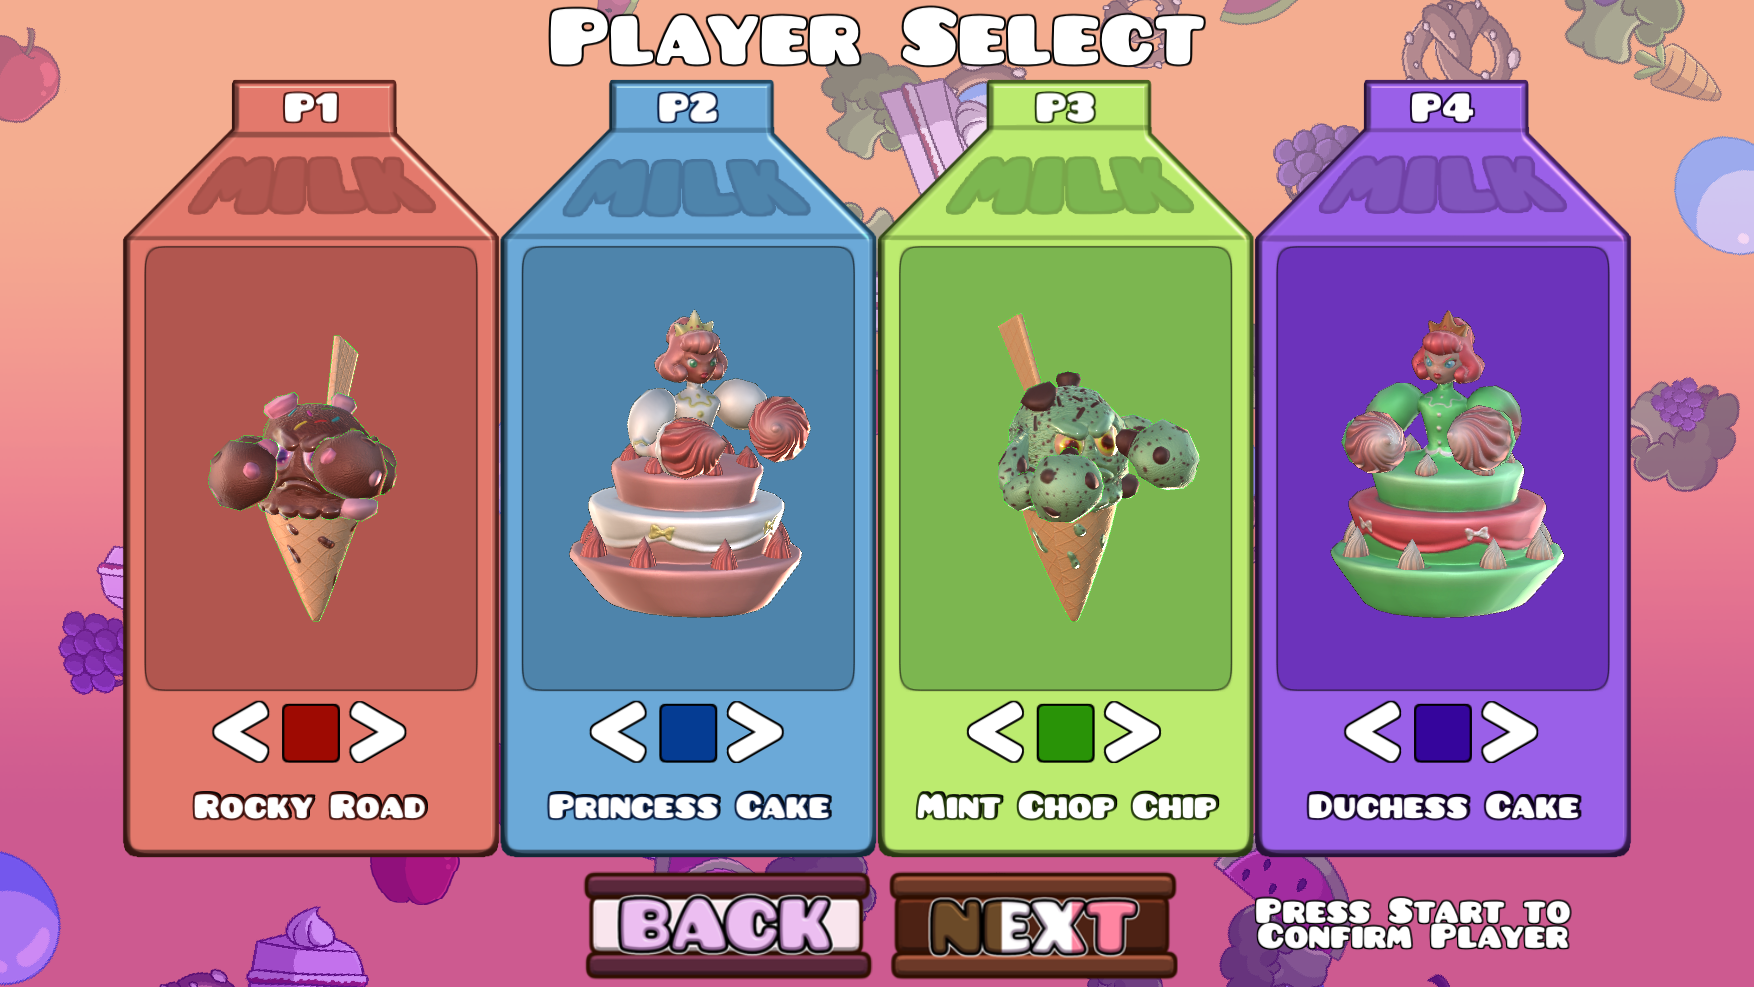 Player Select
P1
P2
P3
P4
MILK
MILK
MILK
MILK
Rocky Road
Princess Cake
Mint Chop Chip
Duchess Cake
BACK
NEXT
Press Start to
Confirm Player